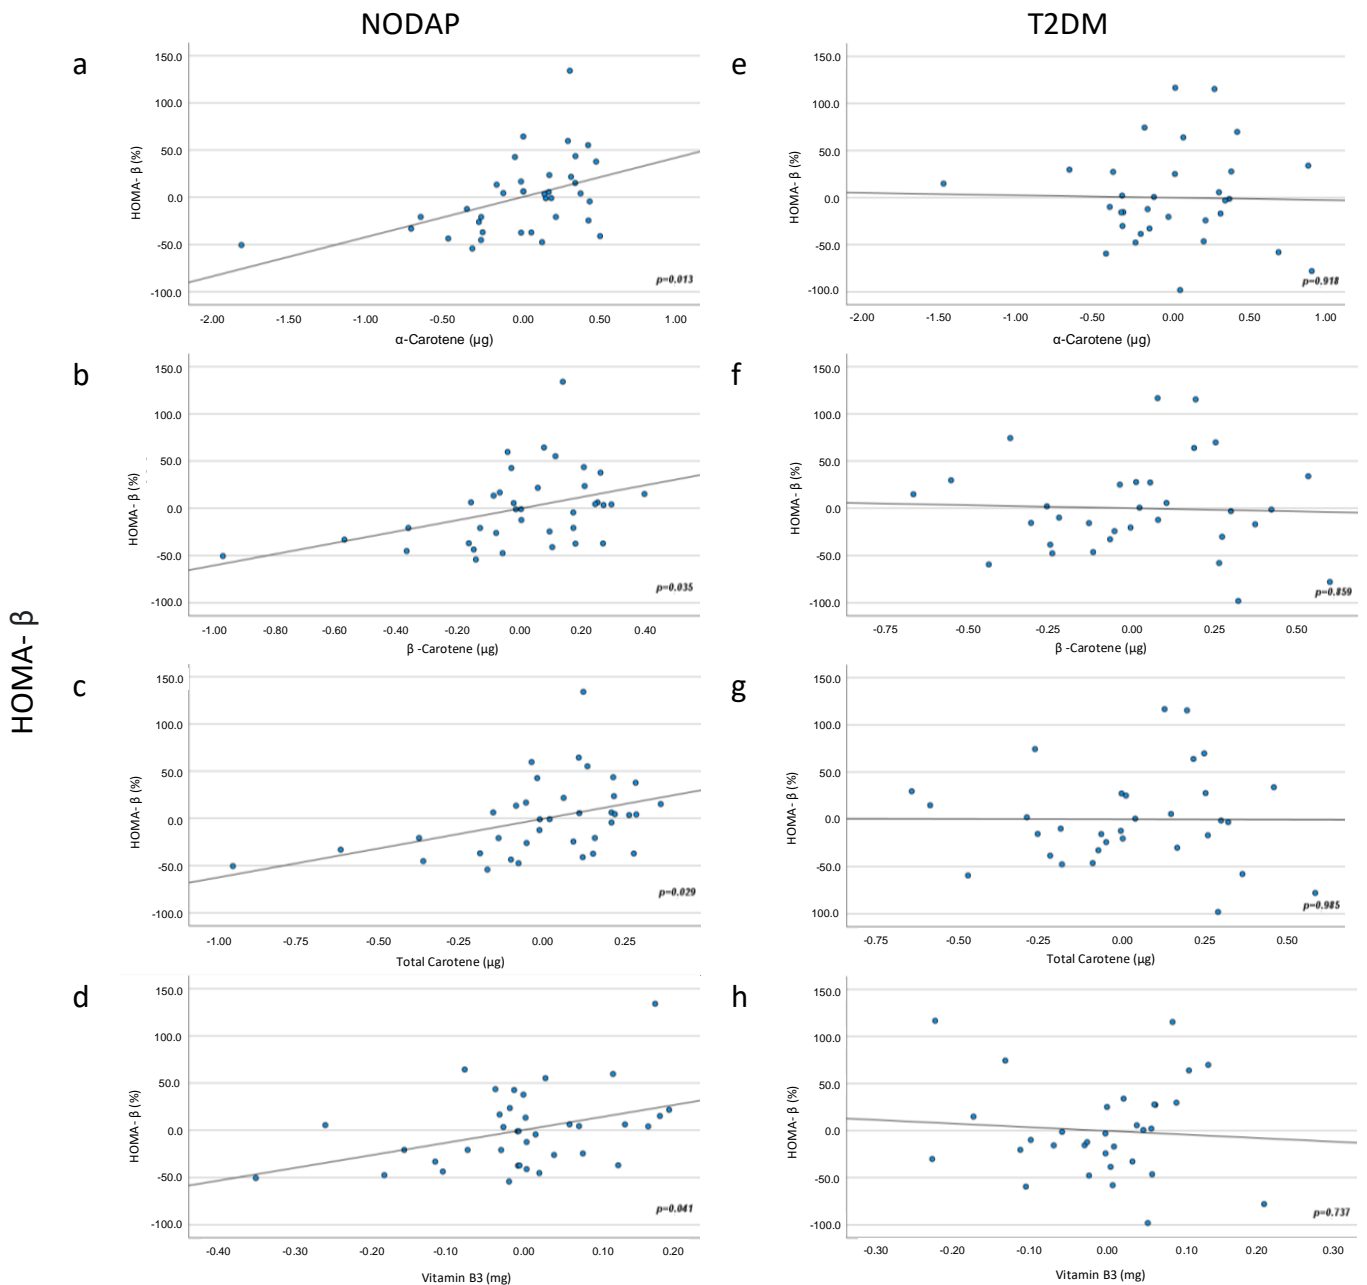 NODAP
T2DM
HOMA- β
a
150.0
100.0
50.0
0.0
-50.0
-100.0
HOMA- β (%)
p=0.013
-2.00 -1.50 -1.00 -0.50 0.00 0.50 1.00
α-Carotene (µg)
e
150.0
100.0
50.0
0.0
-50.0
-100.0
HOMA- β (%)
p=0.918
-2.00 -1.50 -1.00 -0.50 0.00 0.50 1.00
α-Carotene (µg)
b
150.0
100.0
50.0
0.0
-50.0
-100.0
HOMA- β (%)
p=0.035
-1.00 -0.80 -0.60 -0.40 -0.20 0.00 0.20 0.40
β -Carotene (µg)
f
150.0
100.0
50.0
0.0
-50.0
-100.0
HOMA- β (%)
p=0.859
-0.75 -0.50 -0.25 0.00 0.25 0.50
β -Carotene (µg)
c
150.0
100.0
50.0
0.0
-50.0
-100.0
HOMA- β (%)
p=0.029
-1.00 -0.75 -0.50 -0.25 0.00 0.25
Total Carotene (µg)
g
150.0
100.0
50.0
0.0
-50.0
100.0
HOMA- β (%)
p=0.985
-0.75 -0.50 -0.25 0.00 0.25 0.50
Total Carotene (µg)
d
150.0
100.0
50.0
0.0
-50.0
-100.0
HOMA- β (%)
p=0.041
-0.40 -0.30 -0.20 -0.10 0.00 0.10 0.20
Vitamin B3 (mg)
h
150.0
100.0
50.0
0.0
-50.0
-100.0
HOMA- β (%)
p=0.737
-0.30 -0.20 -0.10 0.00 0.10 0.20 0.30
Vitamin B3 (mg)